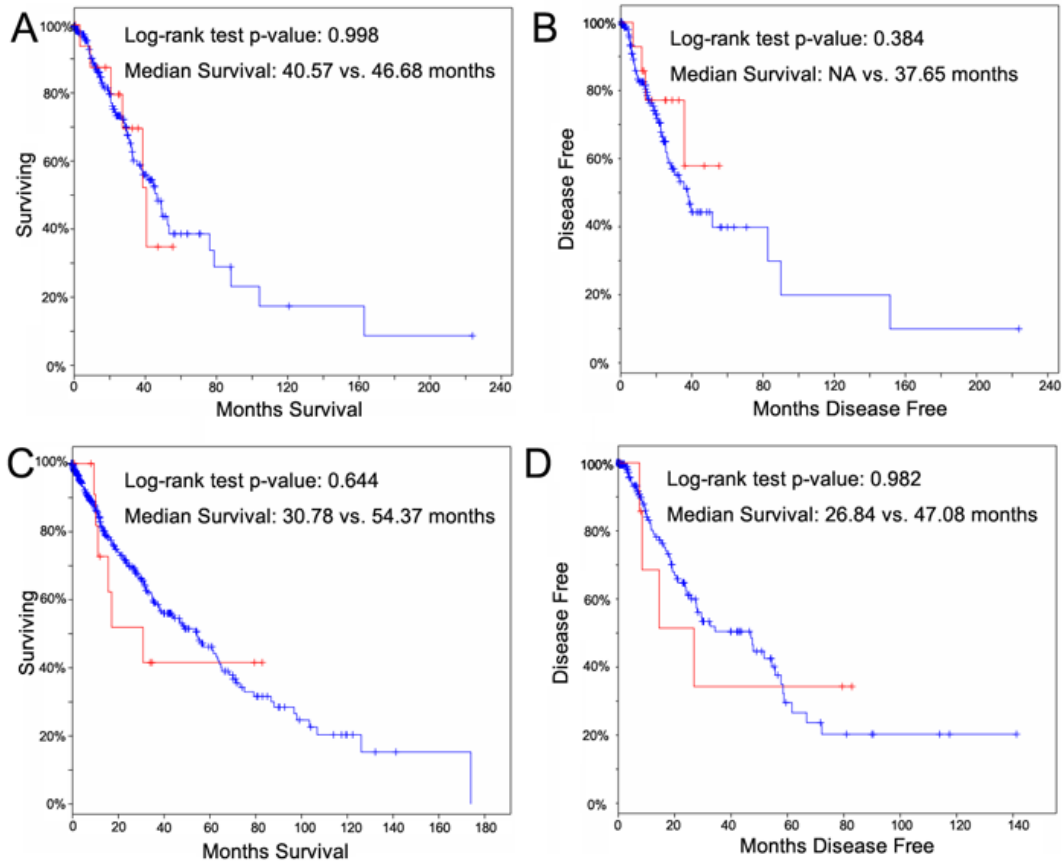 A
Log-rank test p-value: 0.998
Median Survival: 40.57 vs. 46.68 months
Surviving
100%
80%
60%
40%
20%
0%
0 40 80 120 160 200 240
Months Survival
B
Log-rank test p-value: 0.384
Median Survival: NA vs. 37.65 months
Disease Free
100%
80%
60%
40%
20%
0%
0 40 80 120 160 200 240
Months Disease Free
C
Log-rank test p-value: 0.644
Median Survival: 30.78 vs. 54.37 months
Surviving
100%
80%
60%
40%
20%
0%
0 20 40 60 80 100 120 140 160 180
Months Survival
D
Log-rank test p-value: 0.982
Median Survival: 26.84 vs. 47.08 months
Disease Free
100%
80%
60%
40%
20%
0%
0 20 40 60 80 100 120 140
Months Disease Free